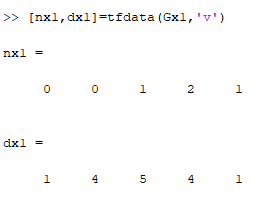 >> [nx1,dx1]=tfdata(Gx1,'v')
nx1 =
0 0 1 2 1
dx1 =
1 4 5 4 1